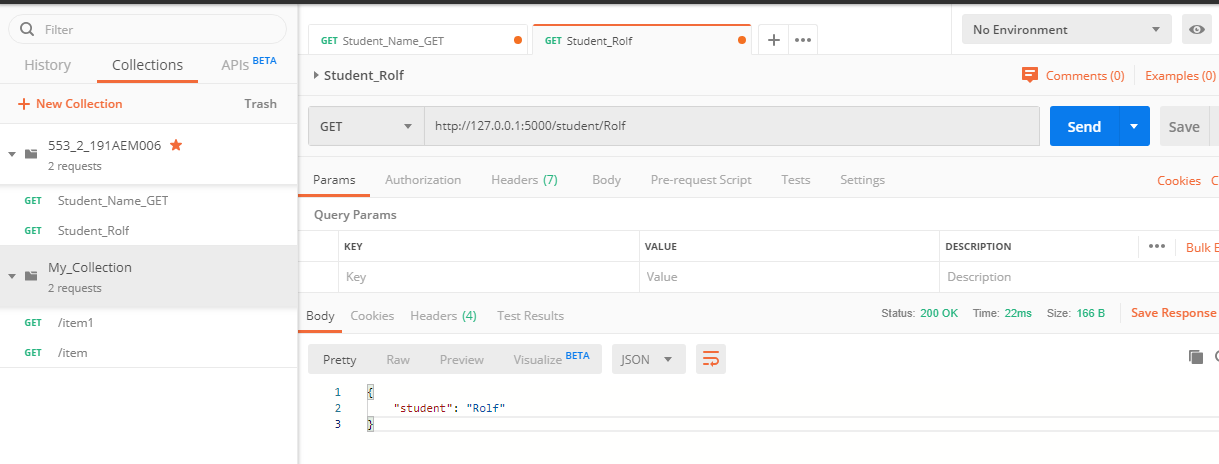 Filter
History Collections APIs BETA
+ New Collection Trash
553_2_191AEM006
2 requests
GET Student_Name_GET
GET Student_Rolf
My_Collection
2 requests
GET /item1
GET /item
GET Student_Name_GET GET Student_Rolf + ••• No Environment
Student_Rolf Comments (0) Examples (0)
GET http://127.0.0.1:5000/student/Rolf Send Save
Params Authorization Headers (7) Body Pre-request Script Tests Settings Cookies C
Query Params
KEY VALUE DESCRIPTION ••• Bulk E
Key Value Description
Body Cookies Headers (4) Test Results Status: 200 OK Time: 22ms Size: 166 B Save Response
Pretty Raw Preview Visualize BETA JSON
1 {
2 "student": "Rolf"
3 }